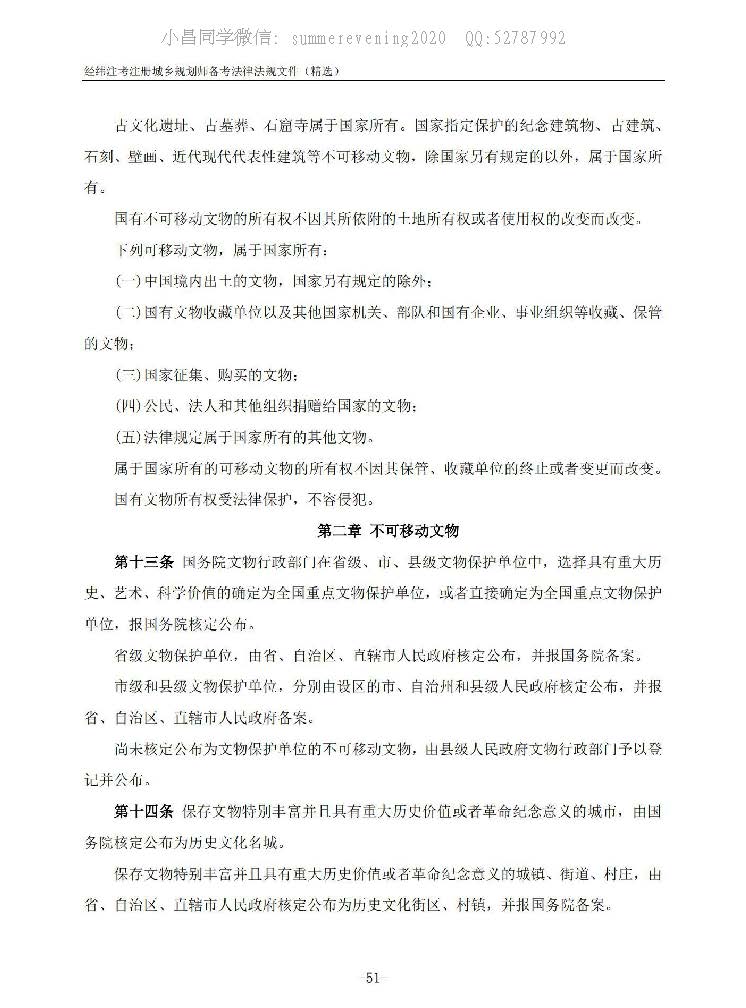 小昌同学微信: summerevening2020 QQ:52787992
经纬注考注册城乡规划师备考法律法规文件（精选）
古文化遗址、古墓葬、石窟寺属于国家所有。国家指定保护的纪念建筑物、古建筑、
石刻、壁画、近代现代代表性建筑等不可移动文物，除国家另有规定的以外，属于国家所
有。
国有不可移动文物的所有权不因其所依附的土地所有权或者使用权的改变而改变。
下列可移动文物，属于国家所有：
(一)中国境内出土的文物，国家另有规定的除外；
(二)国有文物收藏单位以及其他国家机关、部队和国有企业、事业组织等收藏、保管
的文物；
(三)国家征集、购买的文物；
(四)公民、法人和其他组织捐赠给国家的文物；
(五)法律规定属于国家所有的其他文物。
属于国家所有的可移动文物的所有权不因其保管、收藏单位的终止或者变更而改变。
国有文物所有权受法律保护，不容侵犯。
第二章 不可移动文物
第十三条 国务院文物行政部门在省级、市、县级文物保护单位中，选择具有重大历
史、艺术、科学价值的确定为全国重点文物保护单位，或者直接确定为全国重点文物保护
单位，报国务院核定公布。
省级文物保护单位，由省、自治区、直辖市人民政府核定公布，并报国务院备案。
市级和县级文物保护单位，分别由设区的市、自治州和县级人民政府核定公布，并报
省、自治区、直辖市人民政府备案。
尚未核定公布为文物保护单位的不可移动文物，由县级人民政府文物行政部门予以登
记并公布。
第十四条 保存文物特别丰富并且具有重大历史价值或者革命纪念意义的城市，由国
务院核定公布为历史文化名城。
保存文物特别丰富并且具有重大历史价值或者革命纪念意义的城镇、街道、村庄，由
省、自治区、直辖市人民政府核定公布为历史文化街区、村镇，并报国务院备案。
-51-